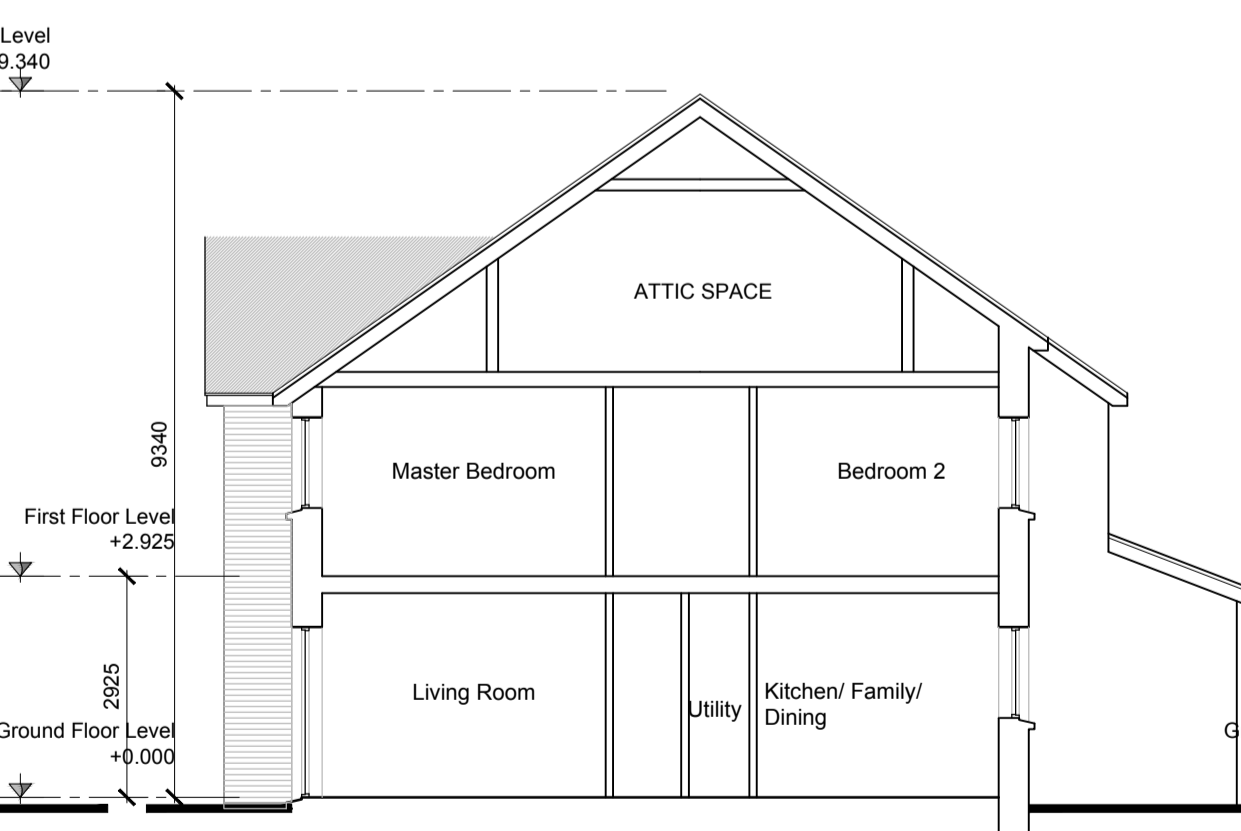 Level
9.340
ATTIC SPACE
9340
Master Bedroom
Bedroom 2
First Floor Level
+2.925
2925
Living Room
Utility
Kitchen/ Family/
Dining
Ground Floor Level
+0.000
G